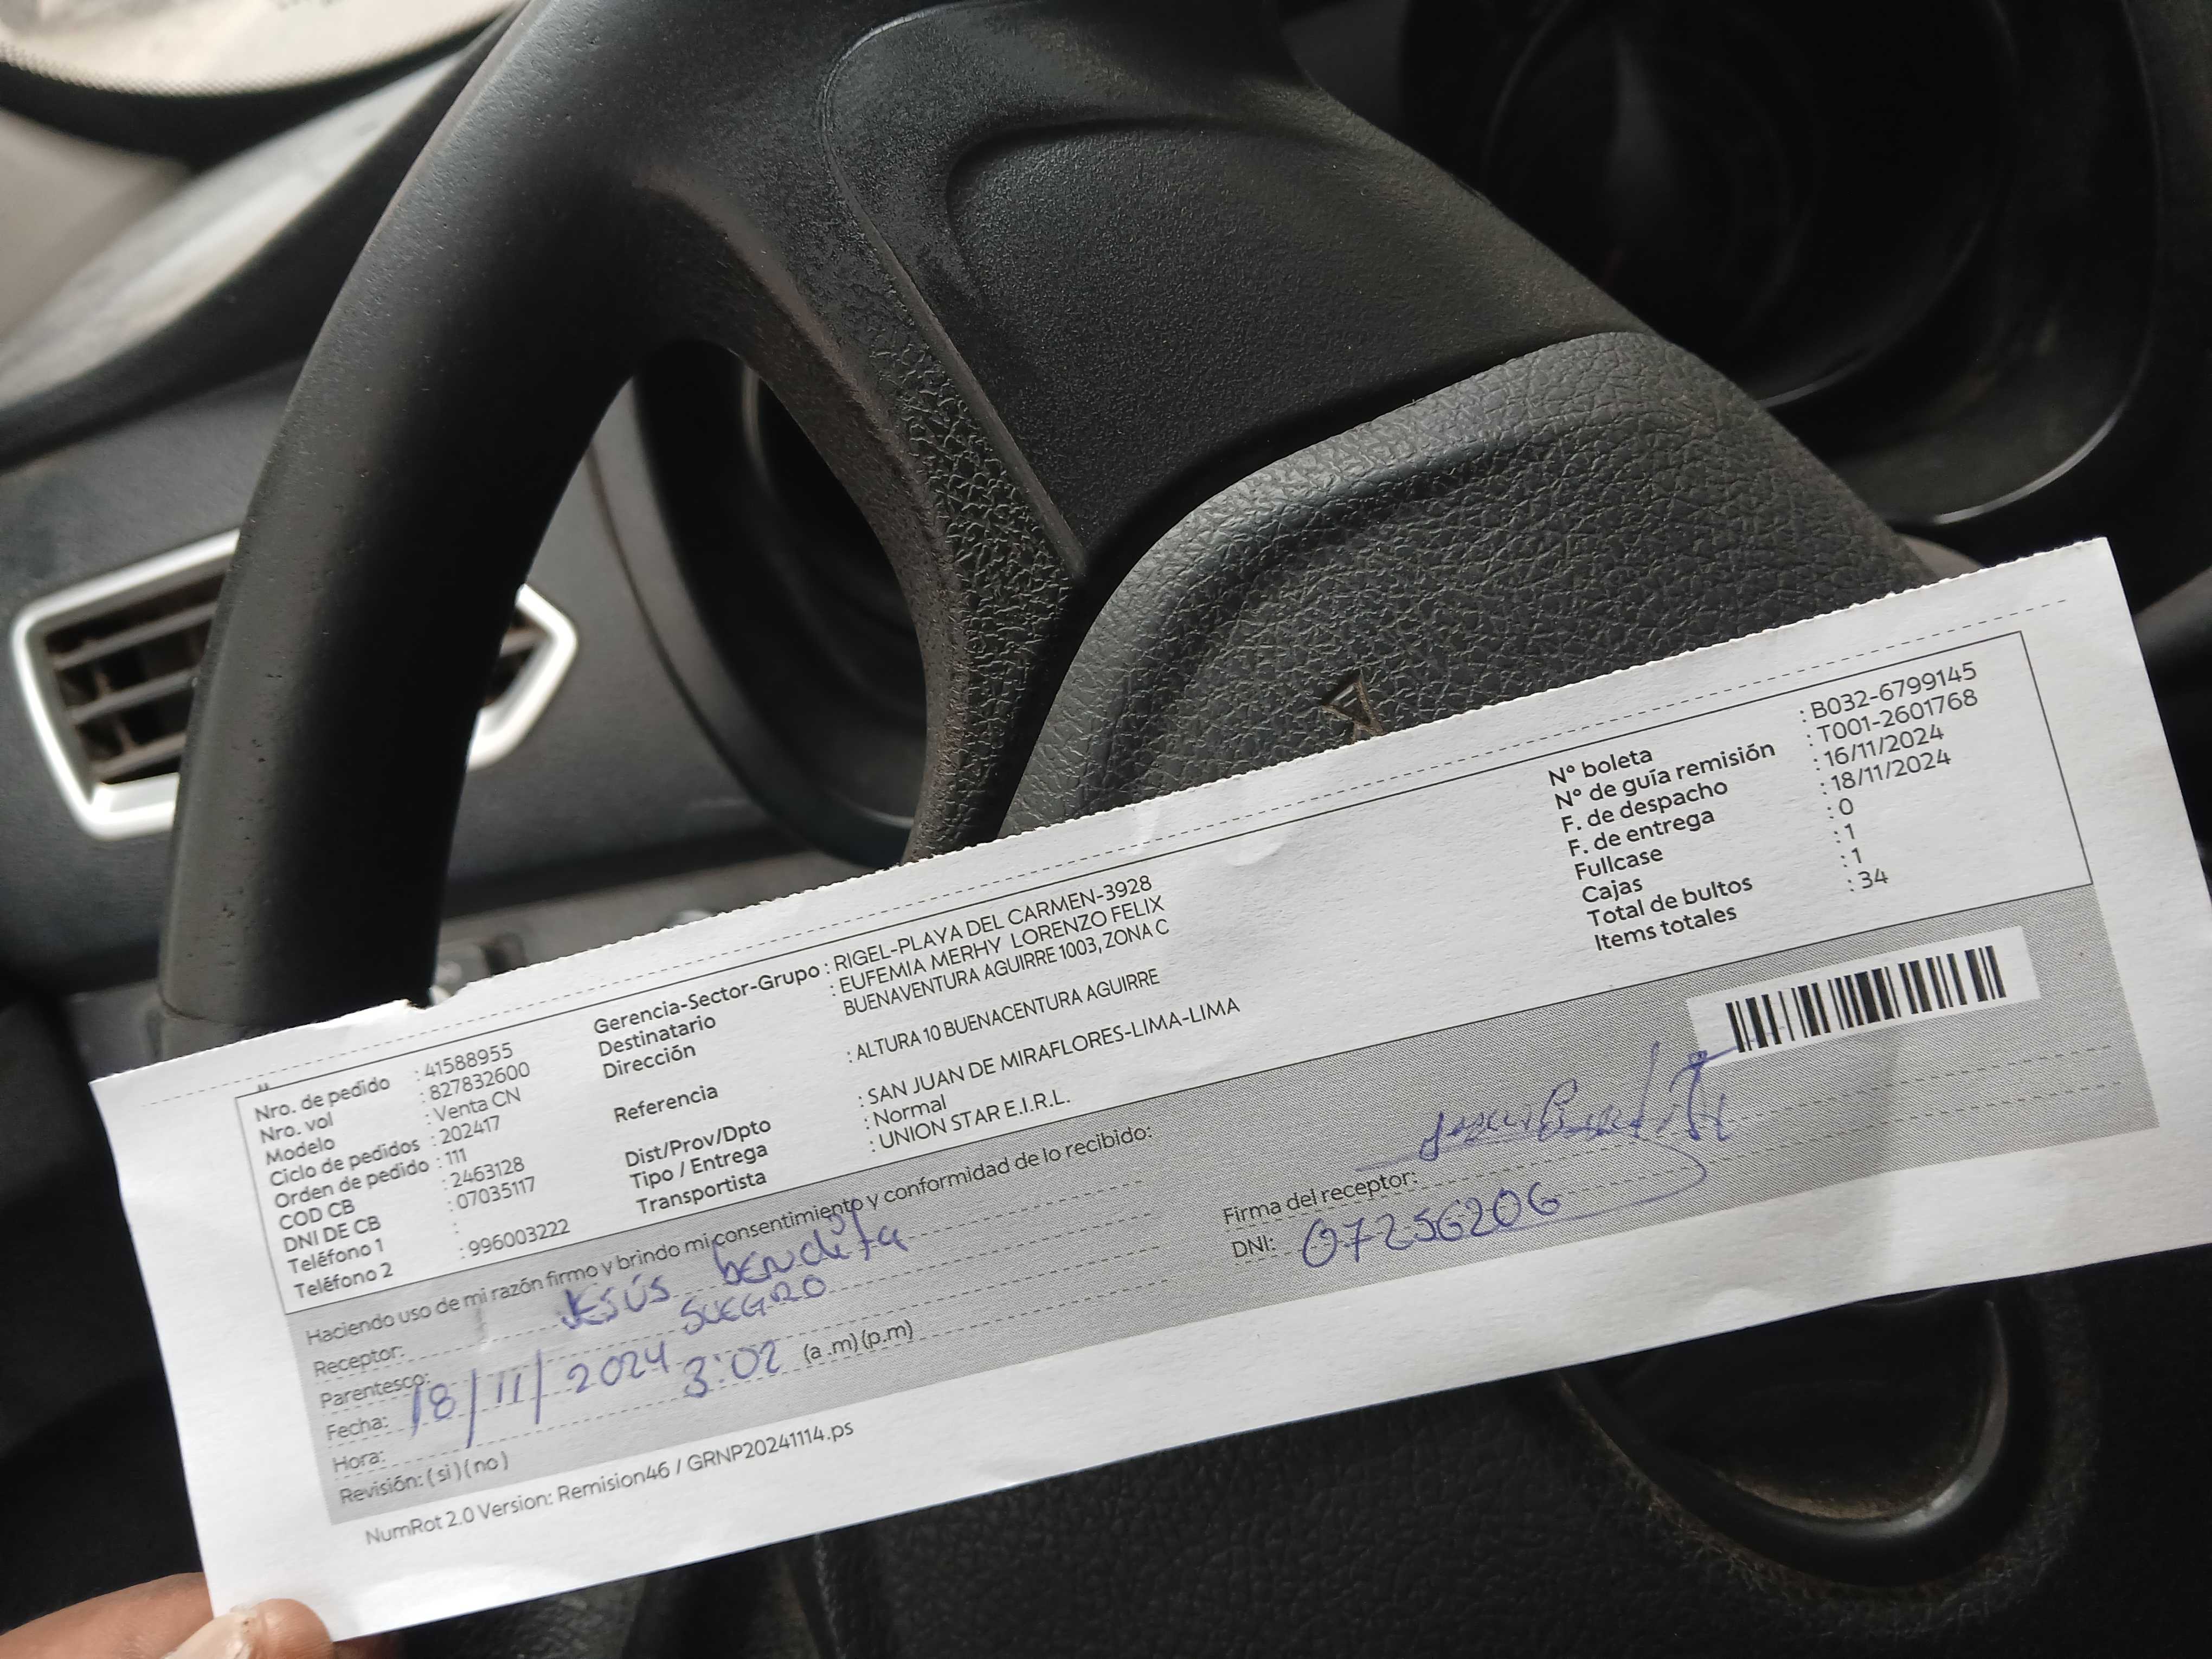 Nro. de pedido : 41588955
Nro. vol : 827832600
Modelo : Venta CN
Ciclo de pedidos : 202417
Orden de pedido : 111
COD CB : 2463128
DNI DE CB : 07035117
Teléfono 1 :
Teléfono 2 : 996003222
Gerencia-Sector-Grupo : RIGEL-PLAYA DEL CARMEN-3928
Destinatario : EUFEMIA MERHY LORENZO FELIX
Dirección BUENAVENTURA AGUIRRE 1003, ZONA C
Referencia : ALTURA 10 BUENACENTURA AGUIRRE
Dist/Prov/Dpto : SAN JUAN DE MIRAFLORES-LIMA-LIMA
Tipo / Entrega : Normal
Transportista : UNION STAR E.I.R.L.
N° boleta : B032-6799145
N° de guía remisión : T001-2601768
F. de despacho : 16/11/2024
F. de entrega : 18/11/2024
Fullcase : 0
Cajas : 1
Total de bultos : 1
Items totales : 34
Haciendo uso de mi razón firmo y brindo mi consentimiento y conformidad de lo recibido:
Receptor: Jesús bendita
Parentesco: SUEGRO
Fecha: 18/11/2024
Hora: 3:02 (a .m) (p.m)
Revisión: ( si ) ( no )
Firma del receptor:
DNI: 07256206
NumRot 2.0 Version: Remision46 / GRNP20241114.ps